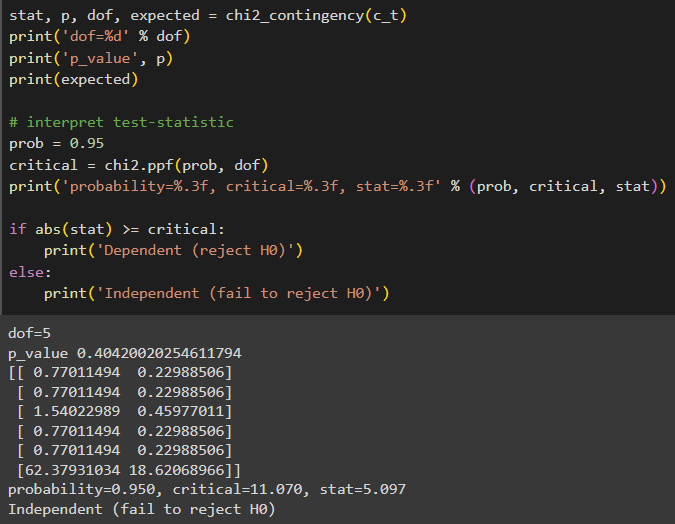 stat, p, dof, expected = chi2_contingency(c_t)
print('dof=%d' % dof)
print('p_value', p)
print(expected)

# interpret test-statistic
prob = 0.95
critical = chi2.ppf(prob, dof)
print('probability=%.3f, critical=%.3f, stat=%.3f' % (prob, critical, stat))

if abs(stat) >= critical:
    print('Dependent (reject H0)')
else:
    print('Independent (fail to reject H0)')
dof=5
p_value 0.40420020254611794
[[ 0.77011494  0.22988506]
 [ 0.77011494  0.22988506]
 [ 1.54022989  0.45977011]
 [ 0.77011494  0.22988506]
 [ 0.77011494  0.22988506]
 [62.37931034 18.62068966]]
probability=0.950, critical=11.070, stat=5.097
Independent (fail to reject H0)